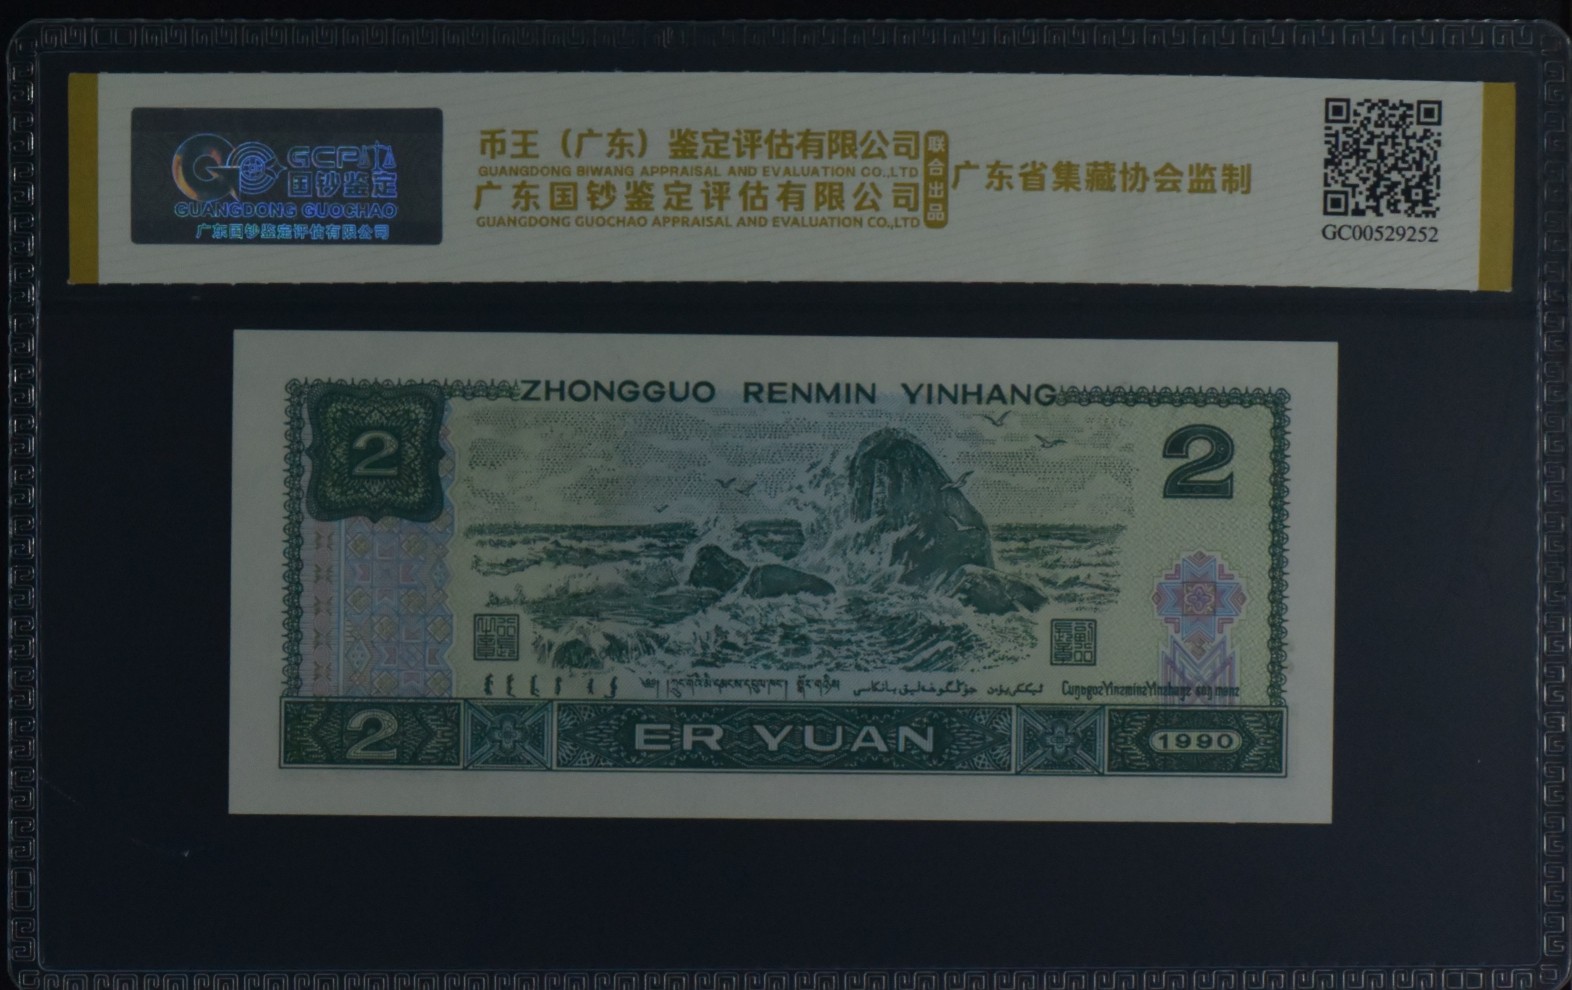 GCP
国钞鉴定
GUANGDONG GUOCHAO
广东国钞鉴定评估有限公司
币王（广东）鉴定评估有限公司
GUANGDONG BIWANG APPRAISAL AND EVALUATION CO.,LTD
广东国钞鉴定评估有限公司
GUANGDONG GUOCHAO APPRAISAL AND EVALUATION CO.,LTD
联合出品
广东省集藏协会监制
GC00529252
ZHONGGUO RENMIN YINHANG
2
2
Cunƨgoz Yinzminz Yinzhangz
2
ER YUAN
1990